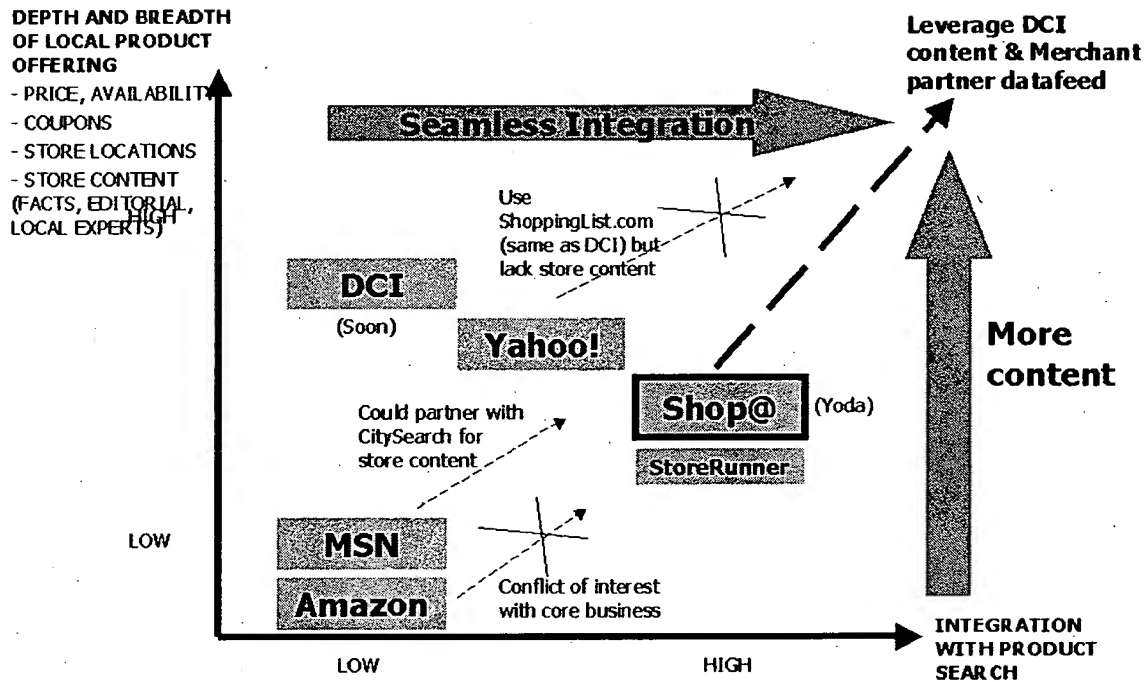 DEPTH AND BREADTH
OF LOCAL PRODUCT
OFFERING
- PRICE, AVAILABILITY
- COUPONS
- STORE LOCATIONS
- STORE CONTENT
(FACTS, EDITORIAL,
HIGH
LOCAL EXPERTS)
Leverage DCI
content & Merchant
partner datafeed
Seamless Integration
Use
ShoppingList.com
(same as DCI) but
lack store content
DCI
(Soon)
Yahoo!
More
content
Shop@
(Yoda)
Could partner with
CitySearch for
store content
StoreRunner
LOW
MSN
Amazon
Conflict of interest
with core business
LOW
HIGH
INTEGRATION
WITH PRODUCT
SEARCH